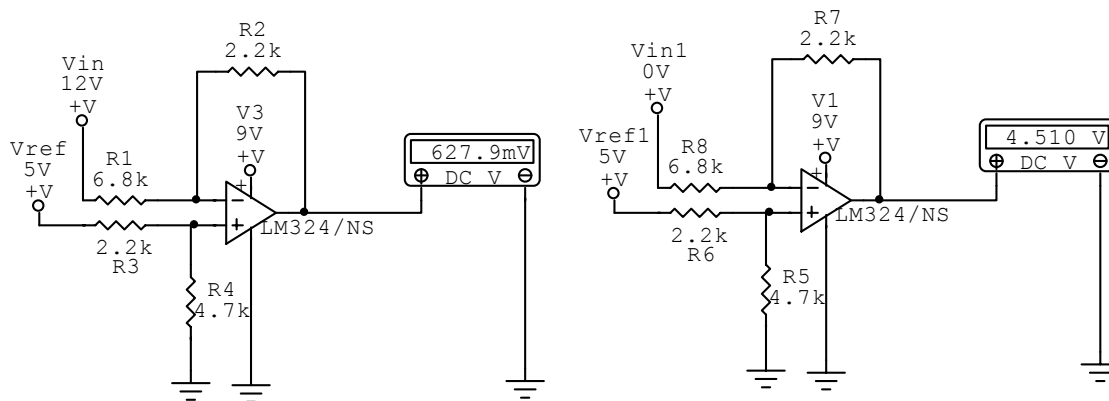 R2
2.2k
Vin
12V
+V
V3
9V
+V
Vref
5V
+V
R1
6.8k
627.9mV
DC V
LM324/NS
2.2k
R3
R4
4.7k
R7
2.2k
Vin1
0V
+V
V1
9V
+V
Vref1
5V
+V
R8
6.8k
4.510 V
DC V
LM324/NS
2.2k
R6
R5
4.7k